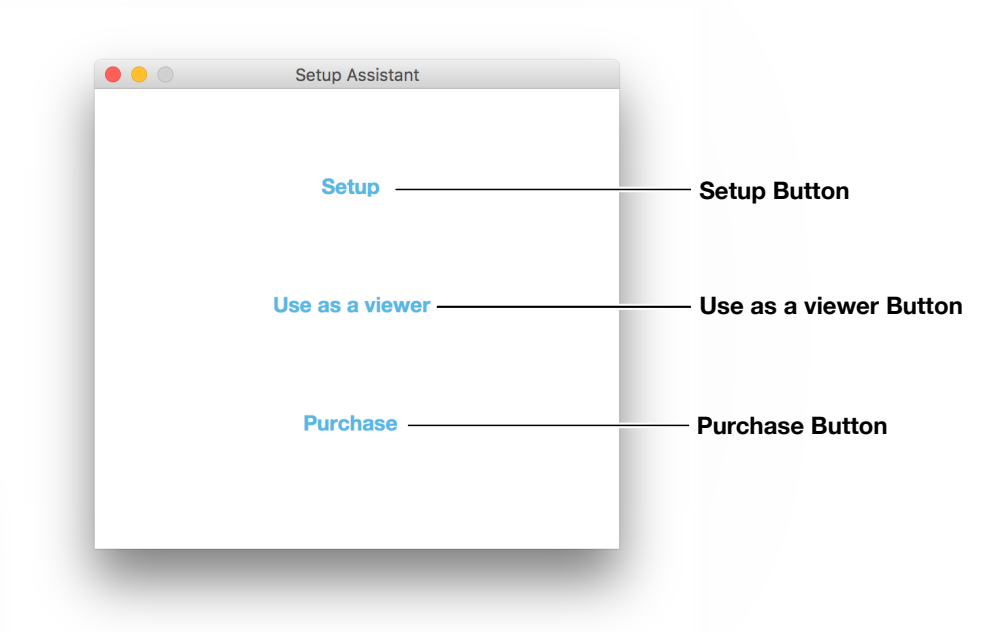 Setup Assistant
Setup
Setup Button
Use as a viewer
Use as a viewer Button
Purchase
Purchase Button